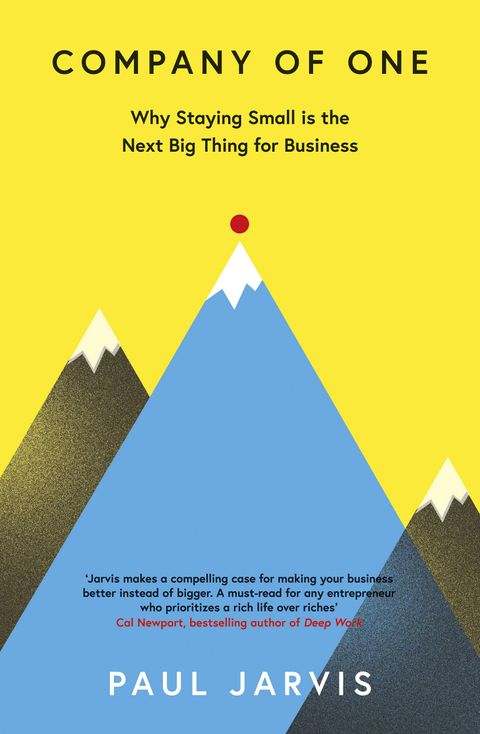 COMPANY OF ONE
Why Staying Small is the
Next Big Thing for Business
‘Jarvis makes a compelling case for making your business
better instead of bigger. A must-read for any entrepreneur
who prioritizes a rich life over riches’
Cal Newport, bestselling author of Deep Work
PAUL JARVIS